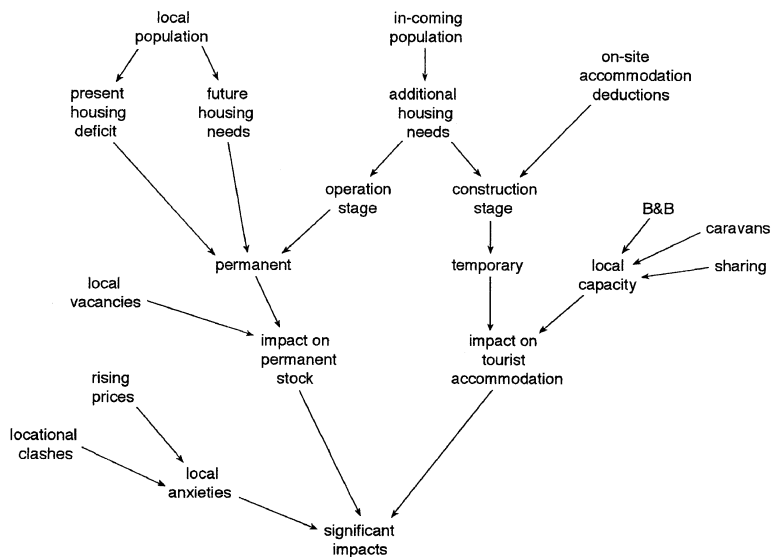 local
population
in-coming
population
on-site
accommodation
deductions
present
housing
deficit
future
housing
needs
additional
housing
needs
operation
stage
construction
stage
B&B
caravans
sharing
local
capacity
permanent
temporary
local
vacancies
impact on
permanent
stock
impact on
tourist
accommodation
rising
prices
locational
clashes
local
anxieties
significant
impacts